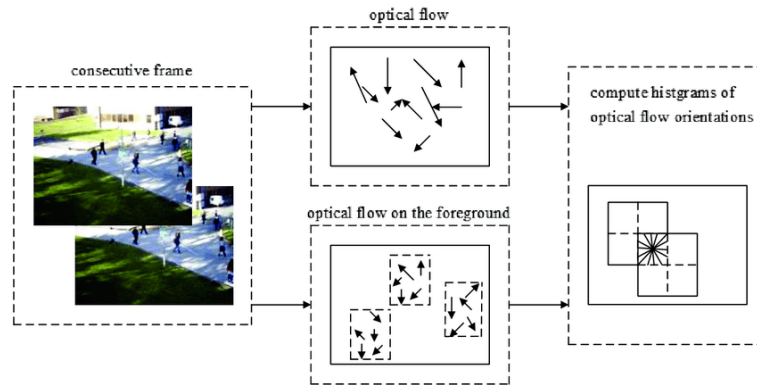 optical flow
consecutive frame
compute histgrams of
optical flow orientations
optical flow on the foreground